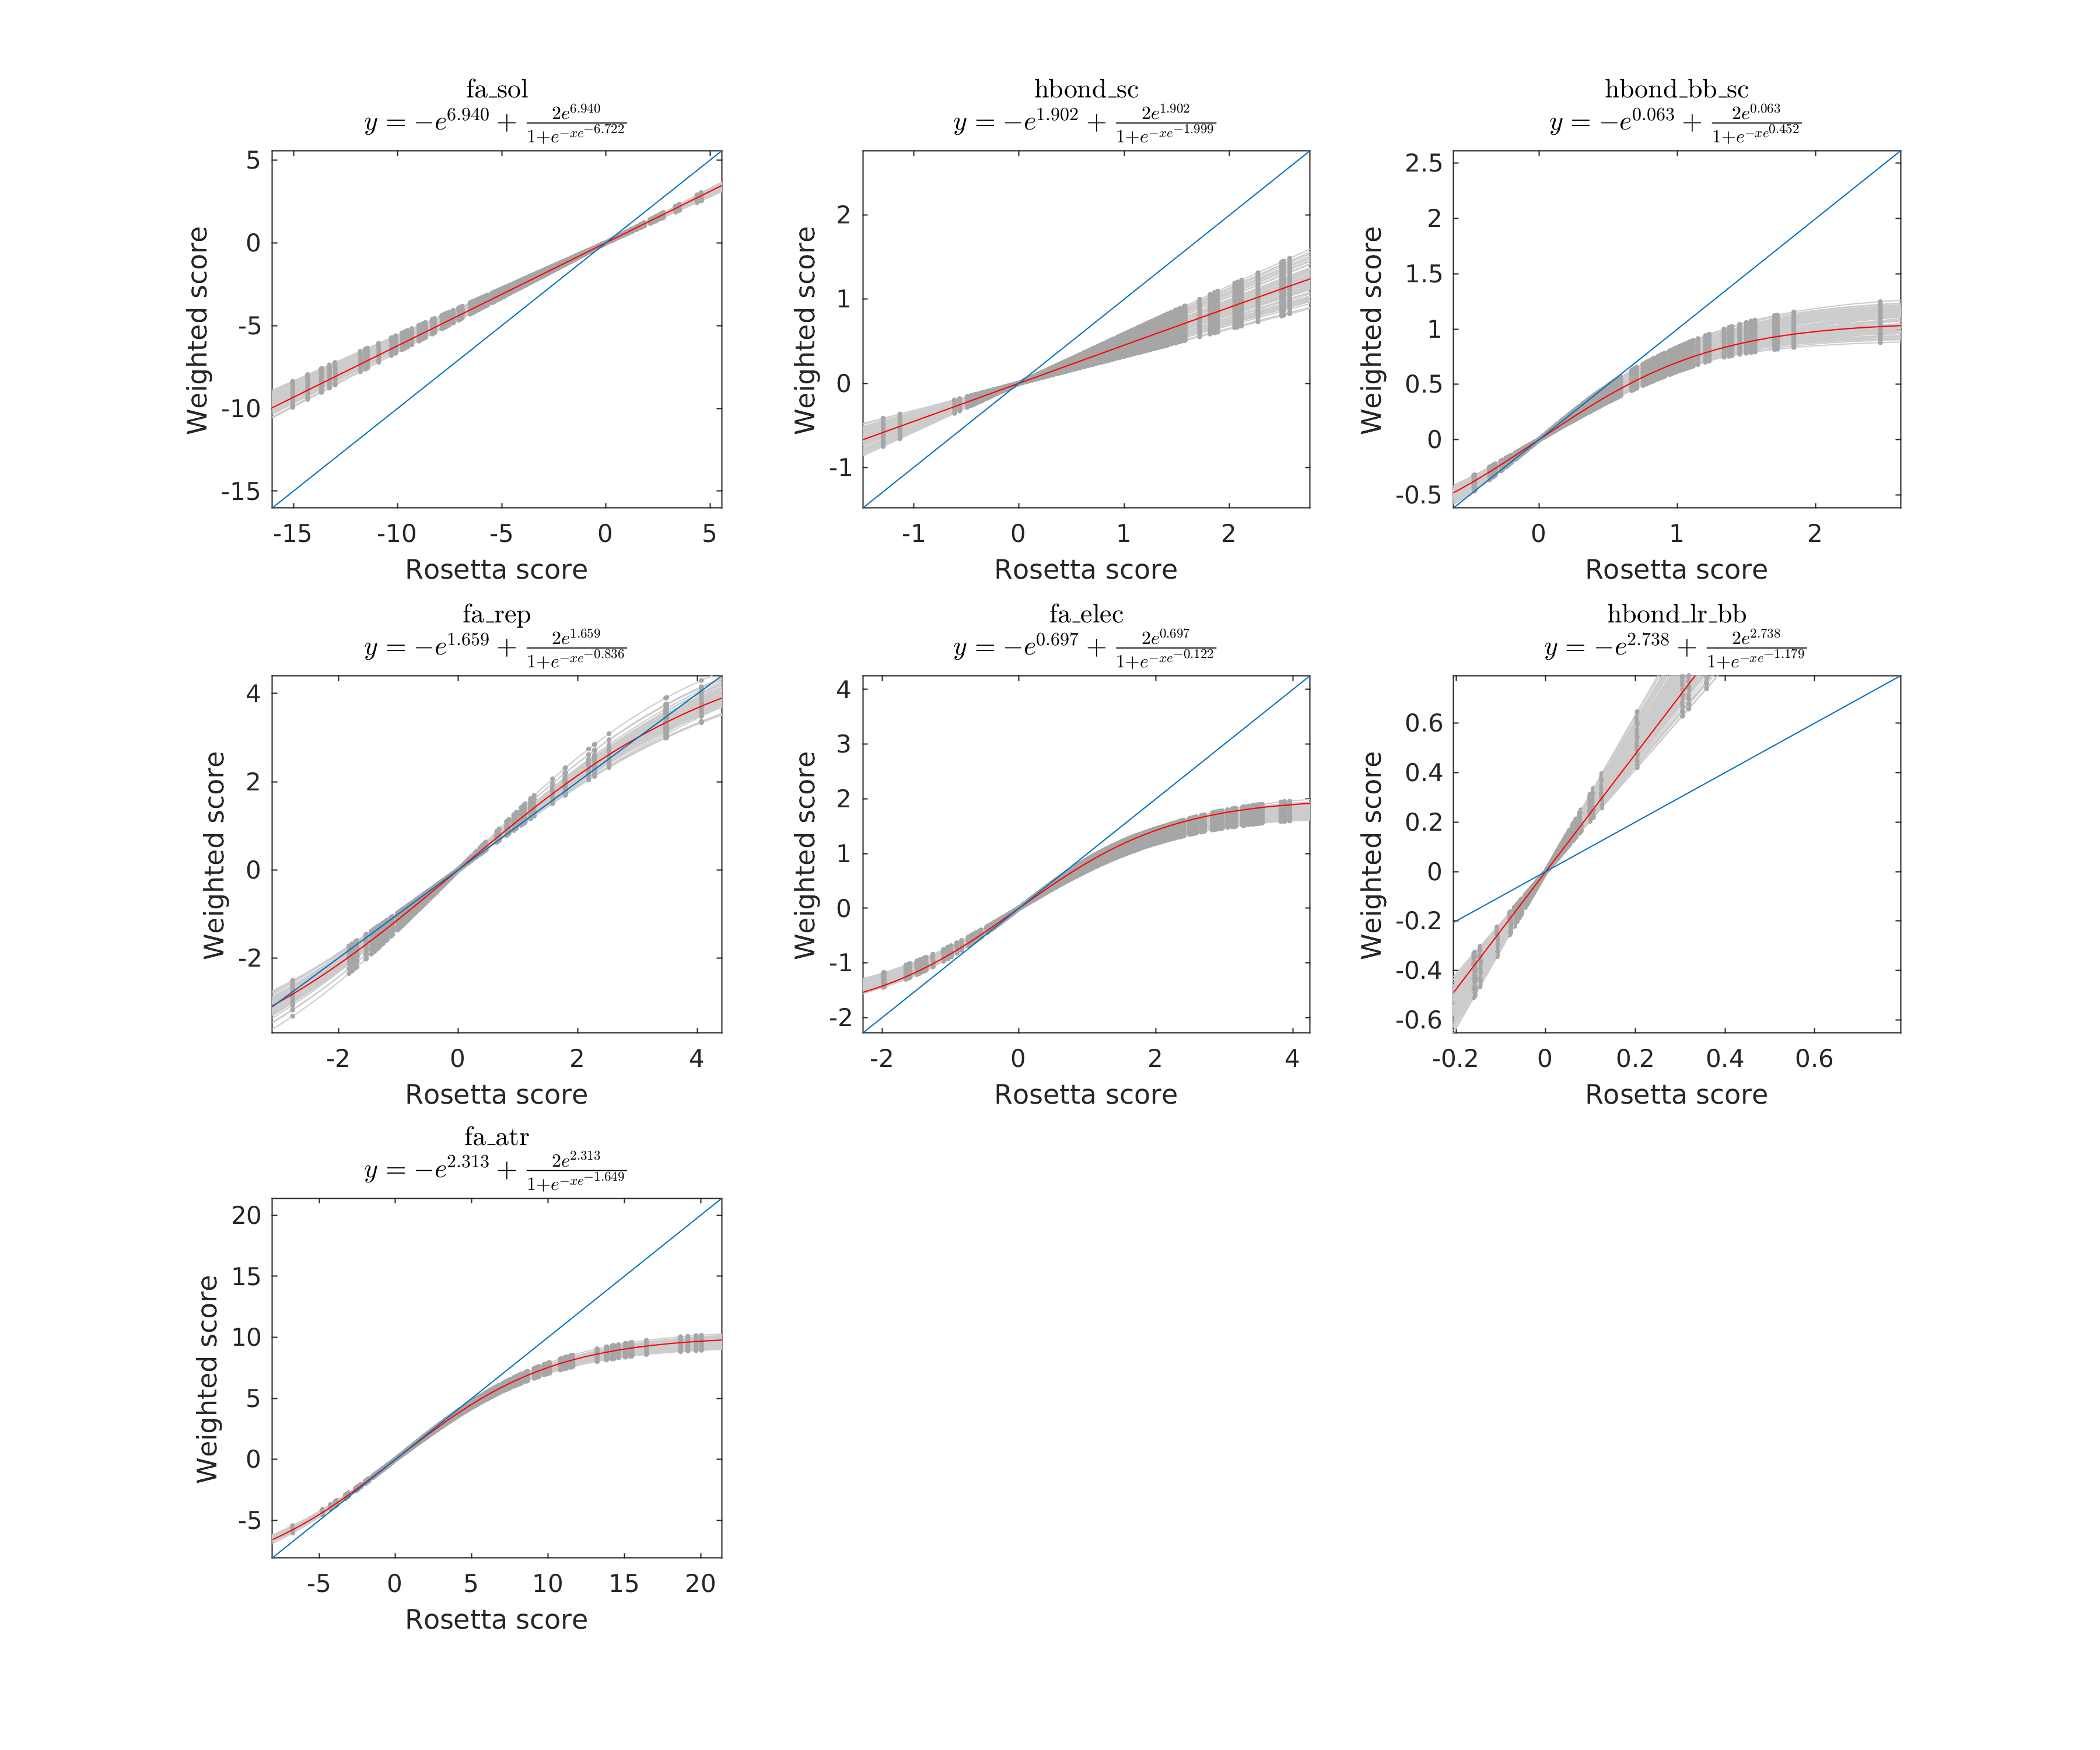 fa_sol
y = −e^{6.940} + \frac{2e^{6.940}}{1+e^{−xe^{−6.722}}}
5
0
-5
-10
-15
-15 -10 -5 0 5
Weighted score
Rosetta score
hbond_sc
y = −e^{1.902} + \frac{2e^{1.902}}{1+e^{−xe^{−1.999}}}
2
1
0
-1
-1 0 1 2
Weighted score
Rosetta score
hbond_bb_sc
y = −e^{0.063} + \frac{2e^{0.063}}{1+e^{−xe^{0.452}}}
2.5
2
1.5
1
0.5
0
-0.5
0 1 2
Weighted score
Rosetta score
fa_rep
y = −e^{1.659} + \frac{2e^{1.659}}{1+e^{−xe^{−0.836}}}
4
2
0
-2
-2 0 2 4
Weighted score
Rosetta score
fa_elec
y = −e^{0.697} + \frac{2e^{0.697}}{1+e^{−xe^{−0.122}}}
4
3
2
1
0
-1
-2
-2 0 2 4
Weighted score
Rosetta score
hbond_lr_bb
y = −e^{2.738} + \frac{2e^{2.738}}{1+e^{−xe^{−1.179}}}
0.6
0.4
0.2
0
-0.2
-0.4
-0.6
-0.2 0 0.2 0.4 0.6
Weighted score
Rosetta score
fa_atr
y = −e^{2.313} + \frac{2e^{2.313}}{1+e^{−xe^{−1.649}}}
20
15
10
5
0
-5
-5 0 5 10 15 20
Weighted score
Rosetta score